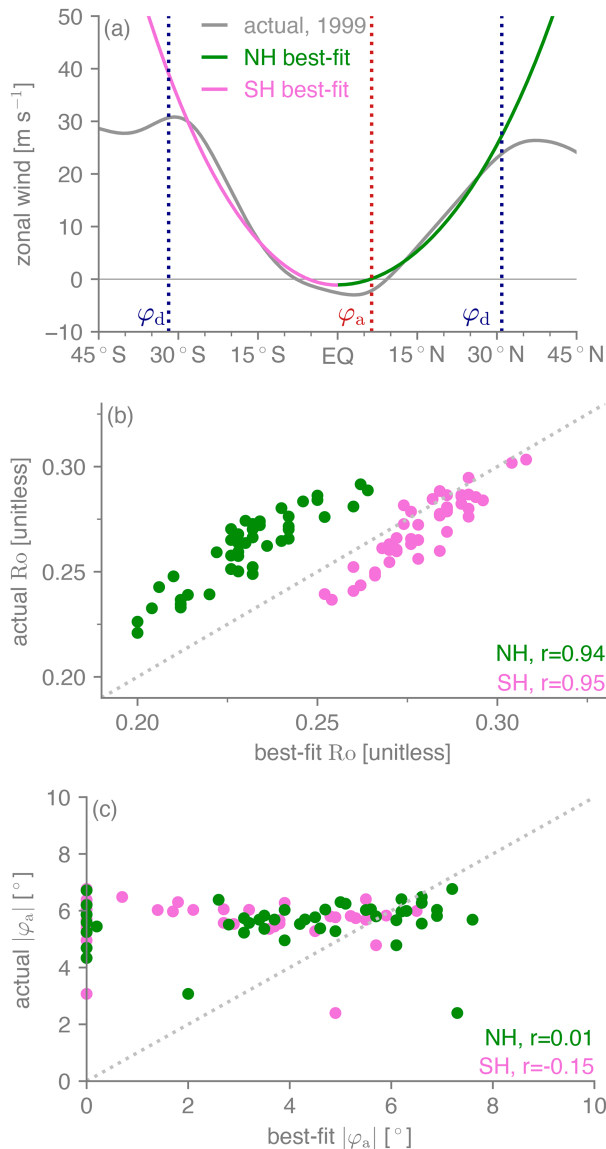 50
40
30
20
10
0
−10
zonal wind [m s⁻¹]
(a)
actual, 1999
NH best-fit
SH best-fit
φd
φa
φd
45°S
30°S
15°S
EQ
15°N
30°N
45°N
(b)
0.30
0.25
0.20
actual Ro [unitless]
NH, r=0.94
SH, r=0.95
0.20
0.25
0.30
best-fit Ro [unitless]
(c)
10
8
6
4
2
0
actual |φa| [°]
NH, r=0.01
SH, r=-0.15
0
2
4
6
8
10
best-fit |φa| [°]